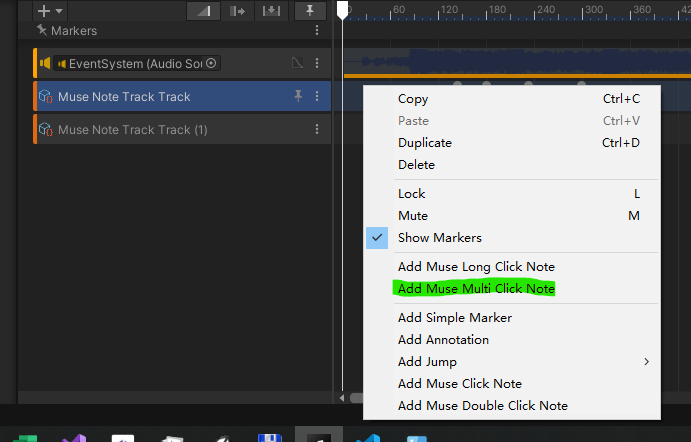 0
60
120
180
240
300
360
Markers
EventSystem (Audio Sou
Muse Note Track Track
Muse Note Track Track (1)
Copy Ctrl+C
Paste Ctrl+V
Duplicate Ctrl+D
Delete
Lock L
Mute M
Show Markers
Add Muse Long Click Note
Add Muse Multi Click Note
Add Simple Marker
Add Annotation
Add Jump
Add Muse Click Note
Add Muse Double Click Note